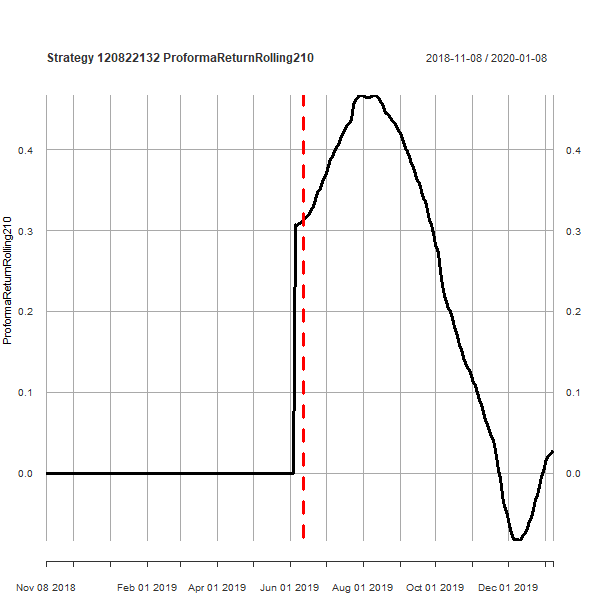 Strategy 120822132 ProformaReturnRolling210
2018-11-08 / 2020-01-08
ProformaReturnRolling210
0.4 0.4
0.3 0.3
0.2 0.2
0.1 0.1
0.0 0.0
Nov 08 2018 Feb 01 2019 Apr 01 2019 Jun 01 2019 Aug 01 2019 Oct 01 2019 Dec 01 2019